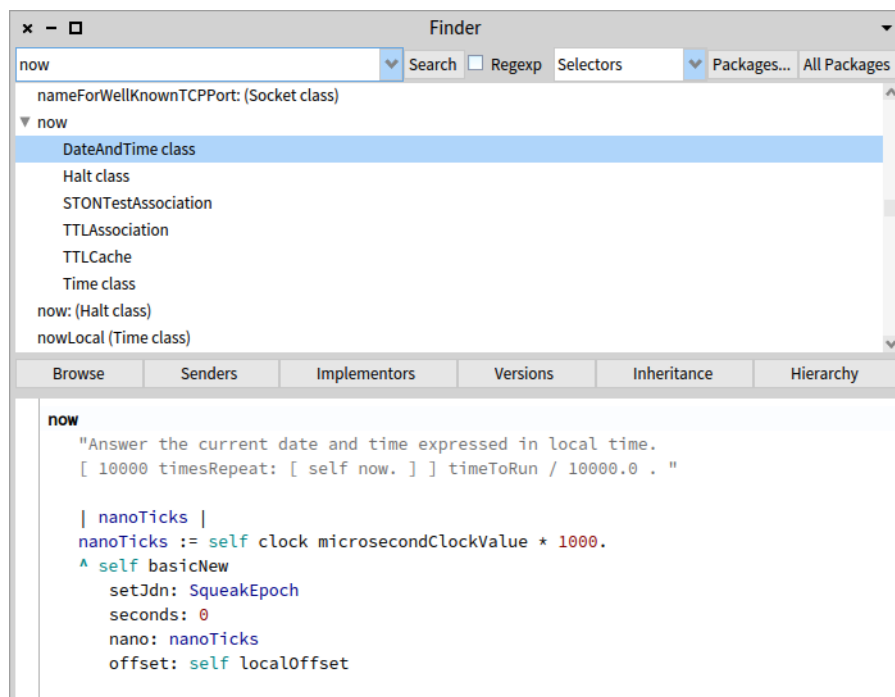 Finder
now Search Regexp Selectors Packages... All Packages
nameForWellKnownTCPPort: (Socket class)
now
DateAndTime class
Halt class
STONTestAssociation
TTLAssociation
TTLCache
Time class
now: (Halt class)
nowLocal (Time class)
Browse Senders Implementors Versions Inheritance Hierarchy
now
"Answer the current date and time expressed in local time.
[ 10000 timesRepeat: [ self now. ] ] timeToRun / 10000.0 . "
| nanoTicks |
nanoTicks := self clock microsecondClockValue * 1000.
^ self basicNew
setJdn: SqueakEpoch
seconds: 0
nano: nanoTicks
offset: self localOffset